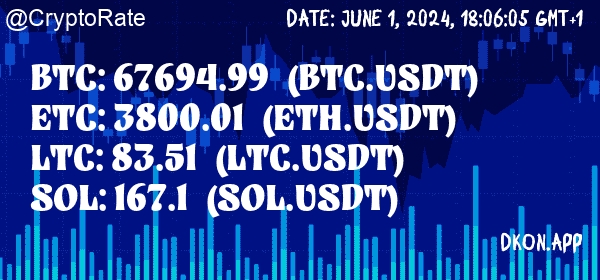 @CryptoRate
DATE: JUNE 1, 2024, 18:06:05 GMT+1
BTC: 67694.99 (BTC.USDT)
ETC: 3800.01 (ETH.USDT)
LTC: 83.51 (LTC.USDT)
SOL: 167.1 (SOL.USDT)
DKON.APP